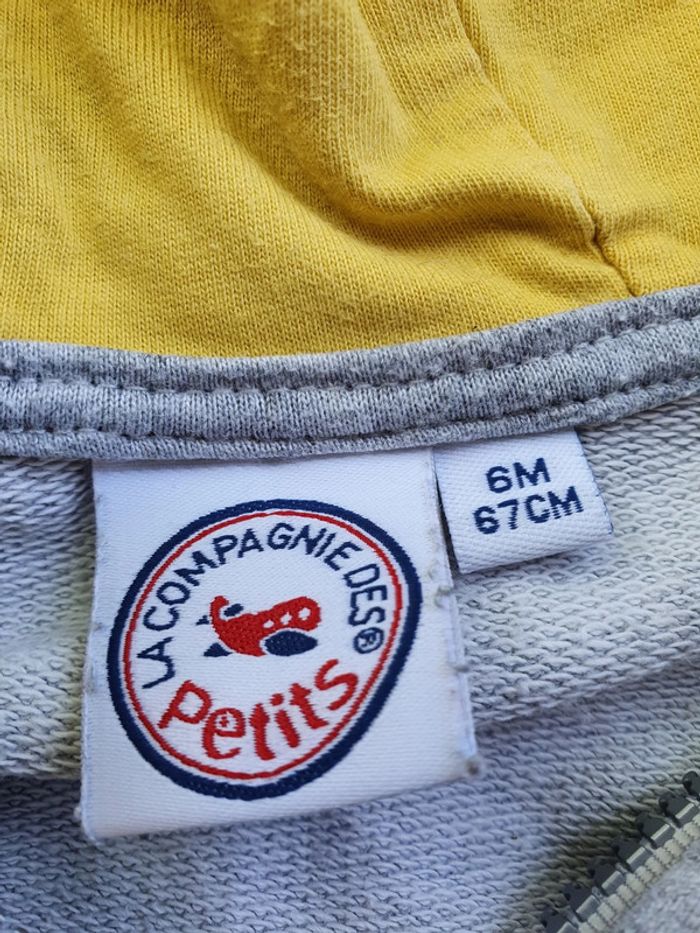 LA COMPAGNIE DES®
Petits
6M
67CM